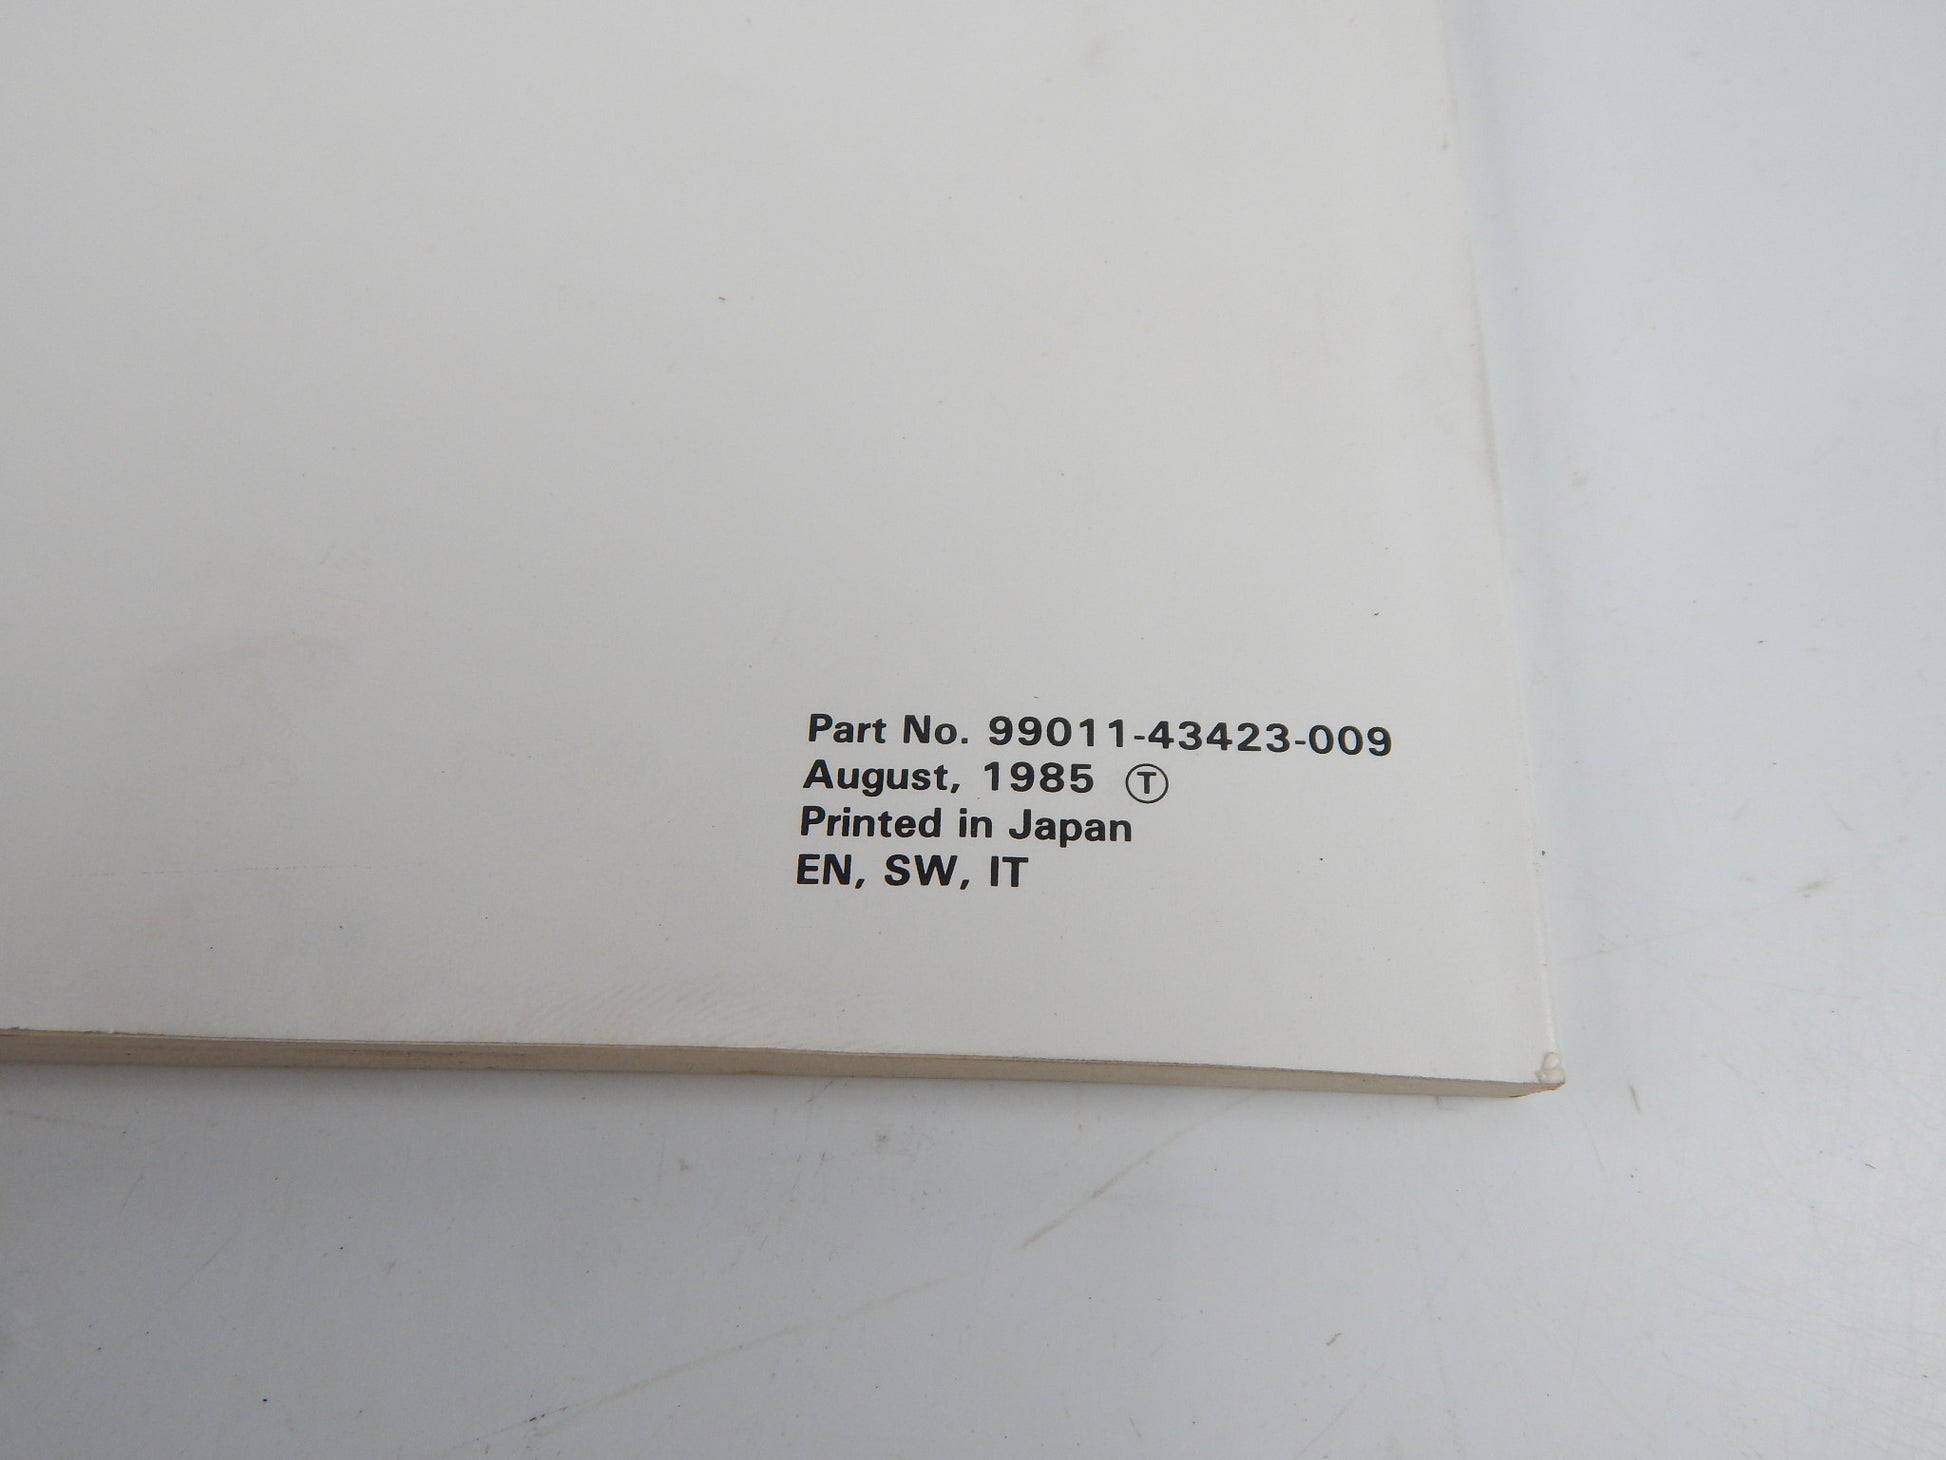 Part No. 99011-43423-009
August, 1985 Ⓣ
Printed in Japan
EN, SW, IT